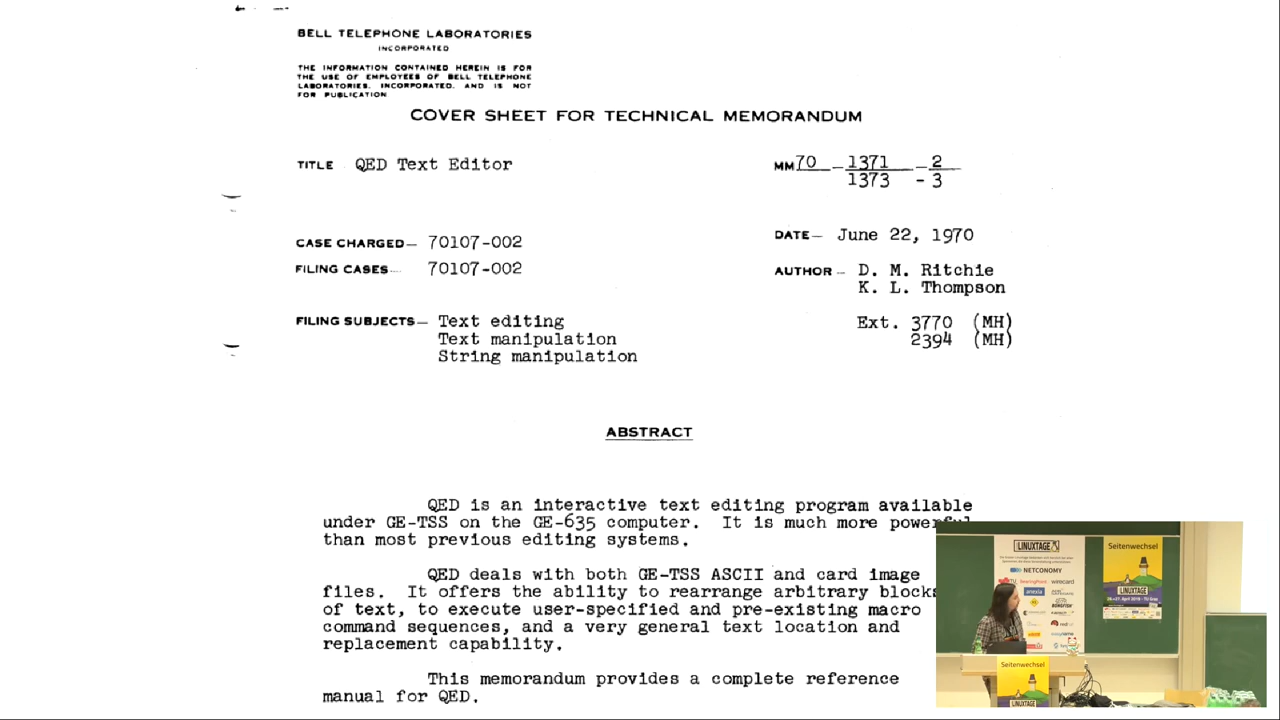 BELL TELEPHONE LABORATORIES
INCORPORATED
THE INFORMATION CONTAINED HEREIN IS FOR
THE USE OF EMPLOYEES OF BELL TELEPHONE
LABORATORIES, INCORPORATED, AND IS NOT
FOR PUBLICATION
COVER SHEET FOR TECHNICAL MEMORANDUM
TITLE QED Text Editor
MM 70 - 1371 - 2
1373 - 3
CASE CHARGED— 70107-002
DATE— June 22, 1970
FILING CASES— 70107-002
AUTHOR— D. M. Ritchie
K. L. Thompson
FILING SUBJECTS— Text editing
Text manipulation
String manipulation
Ext. 3770 (MH)
2394 (MH)
ABSTRACT
QED is an interactive text editing program available
under GE-TSS on the GE-635 computer. It is much more powerful
than most previous editing systems.
QED deals with both GE-TSS ASCII and card image
files. It offers the ability to rearrange arbitrary blocks
of text, to execute user-specified and pre-existing macro
command sequences, and a very general text location and
replacement capability.
This memorandum provides a complete reference
manual for QED.
LINUXTAGE
NETCONOMY
Seitenwechsel
LINUXTAGE
Seitenwechsel
LINUXTAGE